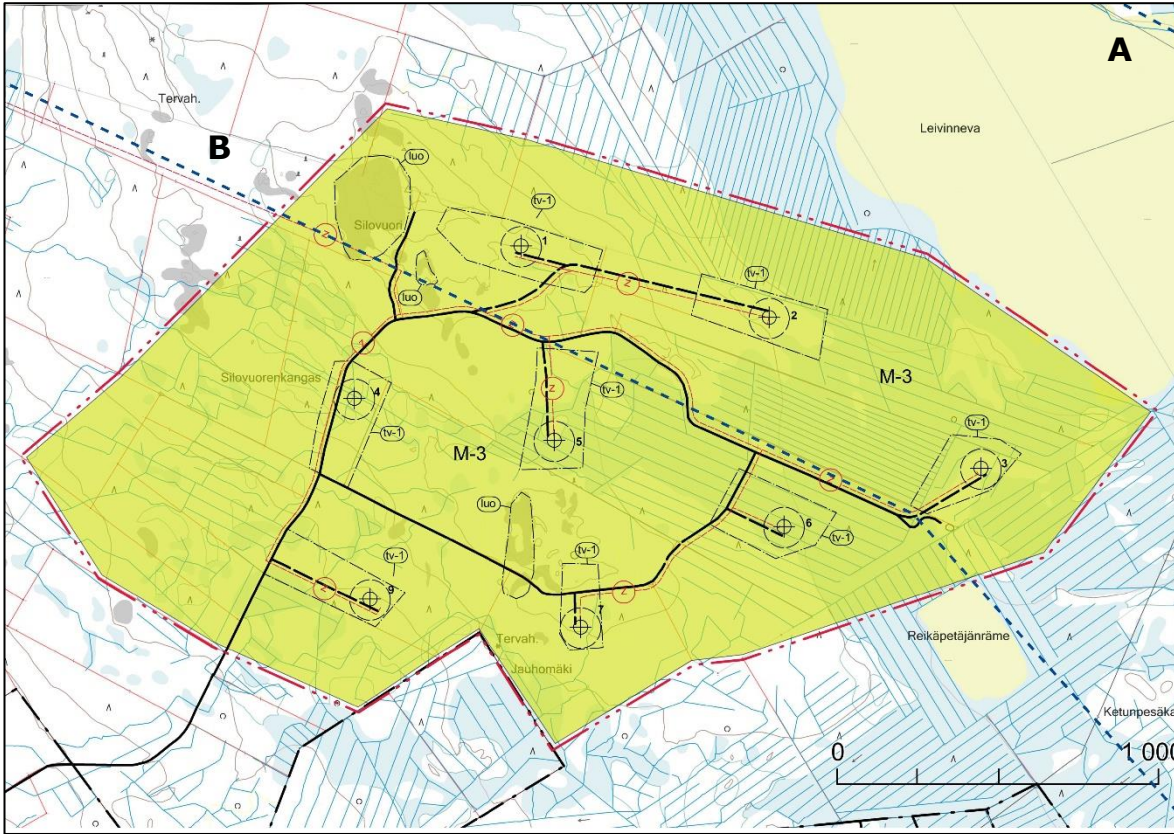 A
Tervah.
Leivinneva
B
luo
tv-1
Silovuori
z
1
luo
z
tv-1
2
z
Silovuorenkangas
4
z
tv-1
M-3
tv-1
M-3
5
tv-1
3
z
luo
6
tv-1
tv-1
tv-1
9
z
z
7
Tervah.
Jauhomäki
Reikäpetäjänräme
Ketunpesäka
0
1 000